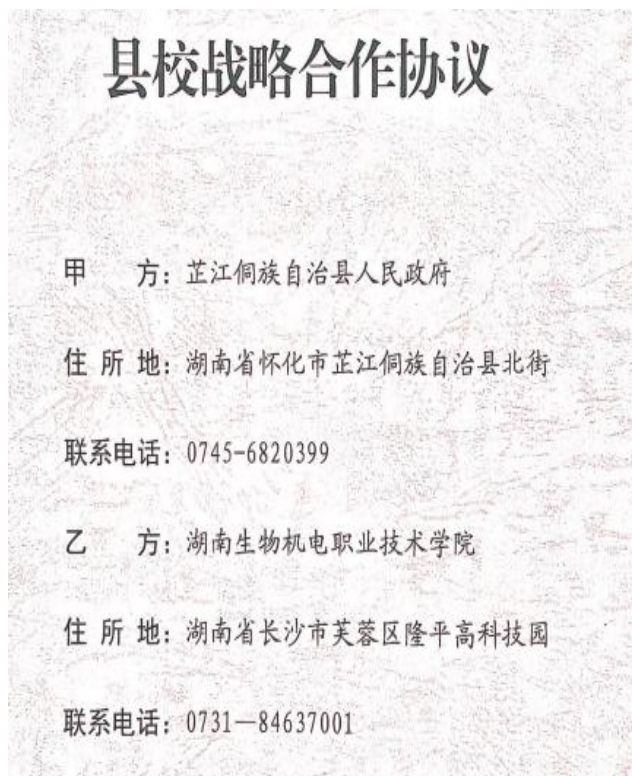 县校战略合作协议
甲 方：芷江侗族自治县人民政府
住 所 地：湖南省怀化市芷江侗族自治县北街
联系电话：0745-6820399
乙 方：湖南生物机电职业技术学院
住 所 地：湖南省长沙市芙蓉区隆平高科技园
联系电话：0731—84637001